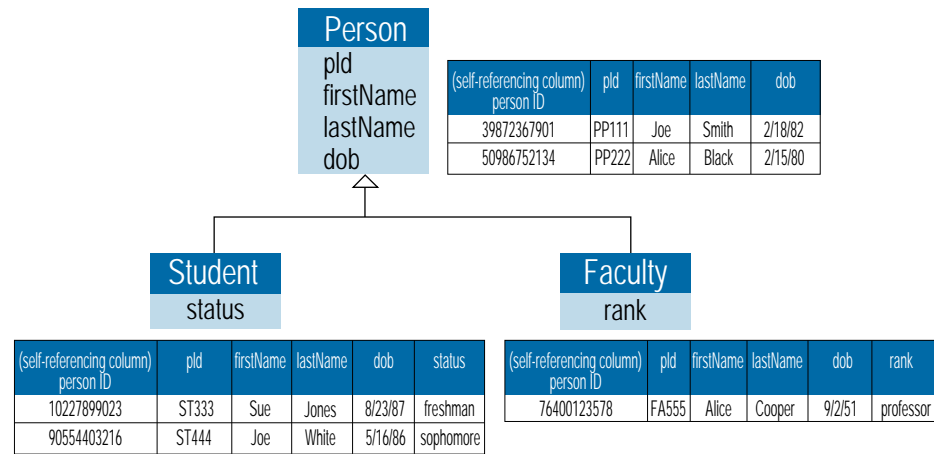 Person
pId
firstName
lastName
dob
(self-referencing column) person ID pId firstName lastName dob
39872367901 PP111 Joe Smith 2/18/82
50986752134 PP222 Alice Black 2/15/80
Student
status
Faculty
rank
(self-referencing column) person ID pId firstName lastName dob status
10227899023 ST333 Sue Jones 8/23/87 freshman
90554403216 ST444 Joe White 5/16/86 sophomore
(self-referencing column) person ID pId firstName lastName dob rank
76400123578 FA555 Alice Cooper 9/2/51 professor